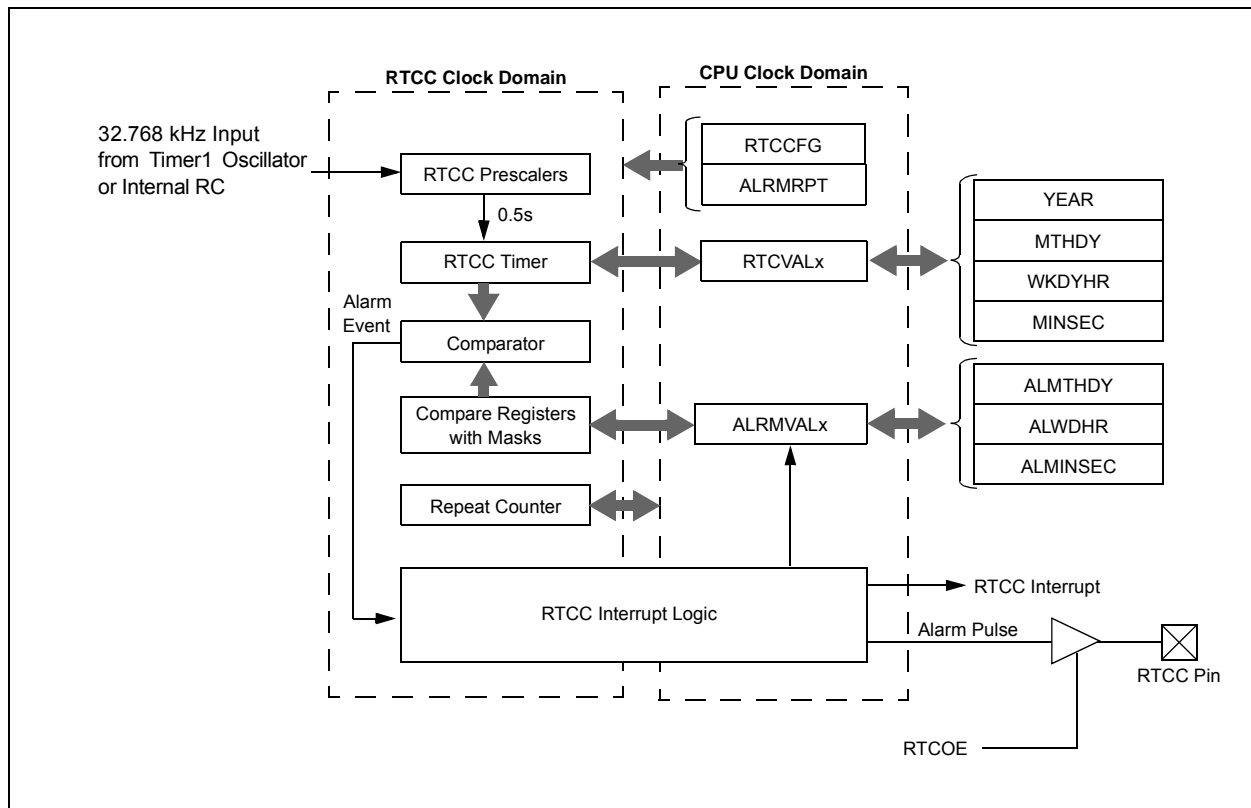 RTCC Clock Domain
CPU Clock Domain
32.768 kHz Input
from Timer1 Oscillator
or Internal RC
RTCC Prescalers
0.5s
RTCC Timer
Alarm
Event
Comparator
Compare Registers
with Masks
Repeat Counter
RTCC Interrupt Logic
RTCCFG
ALRMRPT
RTCVALx
ALRMVALx
YEAR
MTHDY
WKDYHR
MINSEC
ALMTHDY
ALWDHR
ALMINSEC
RTCC Interrupt
Alarm Pulse
RTCC Pin
RTCOE